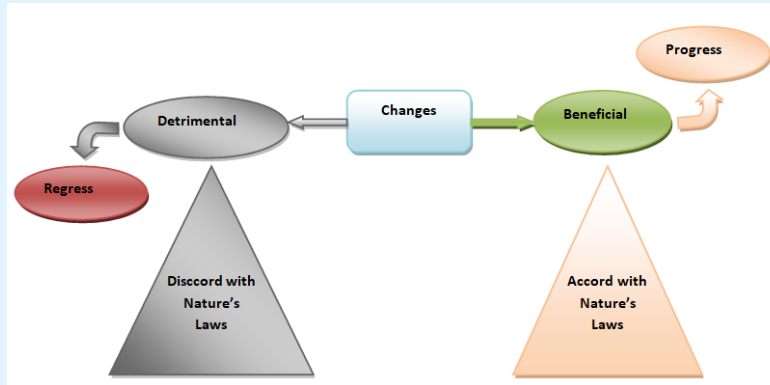 Progress
Detrimental
Changes
Beneficial
Regress
Disccord with
Nature's
Laws
Accord with
Nature's
Laws